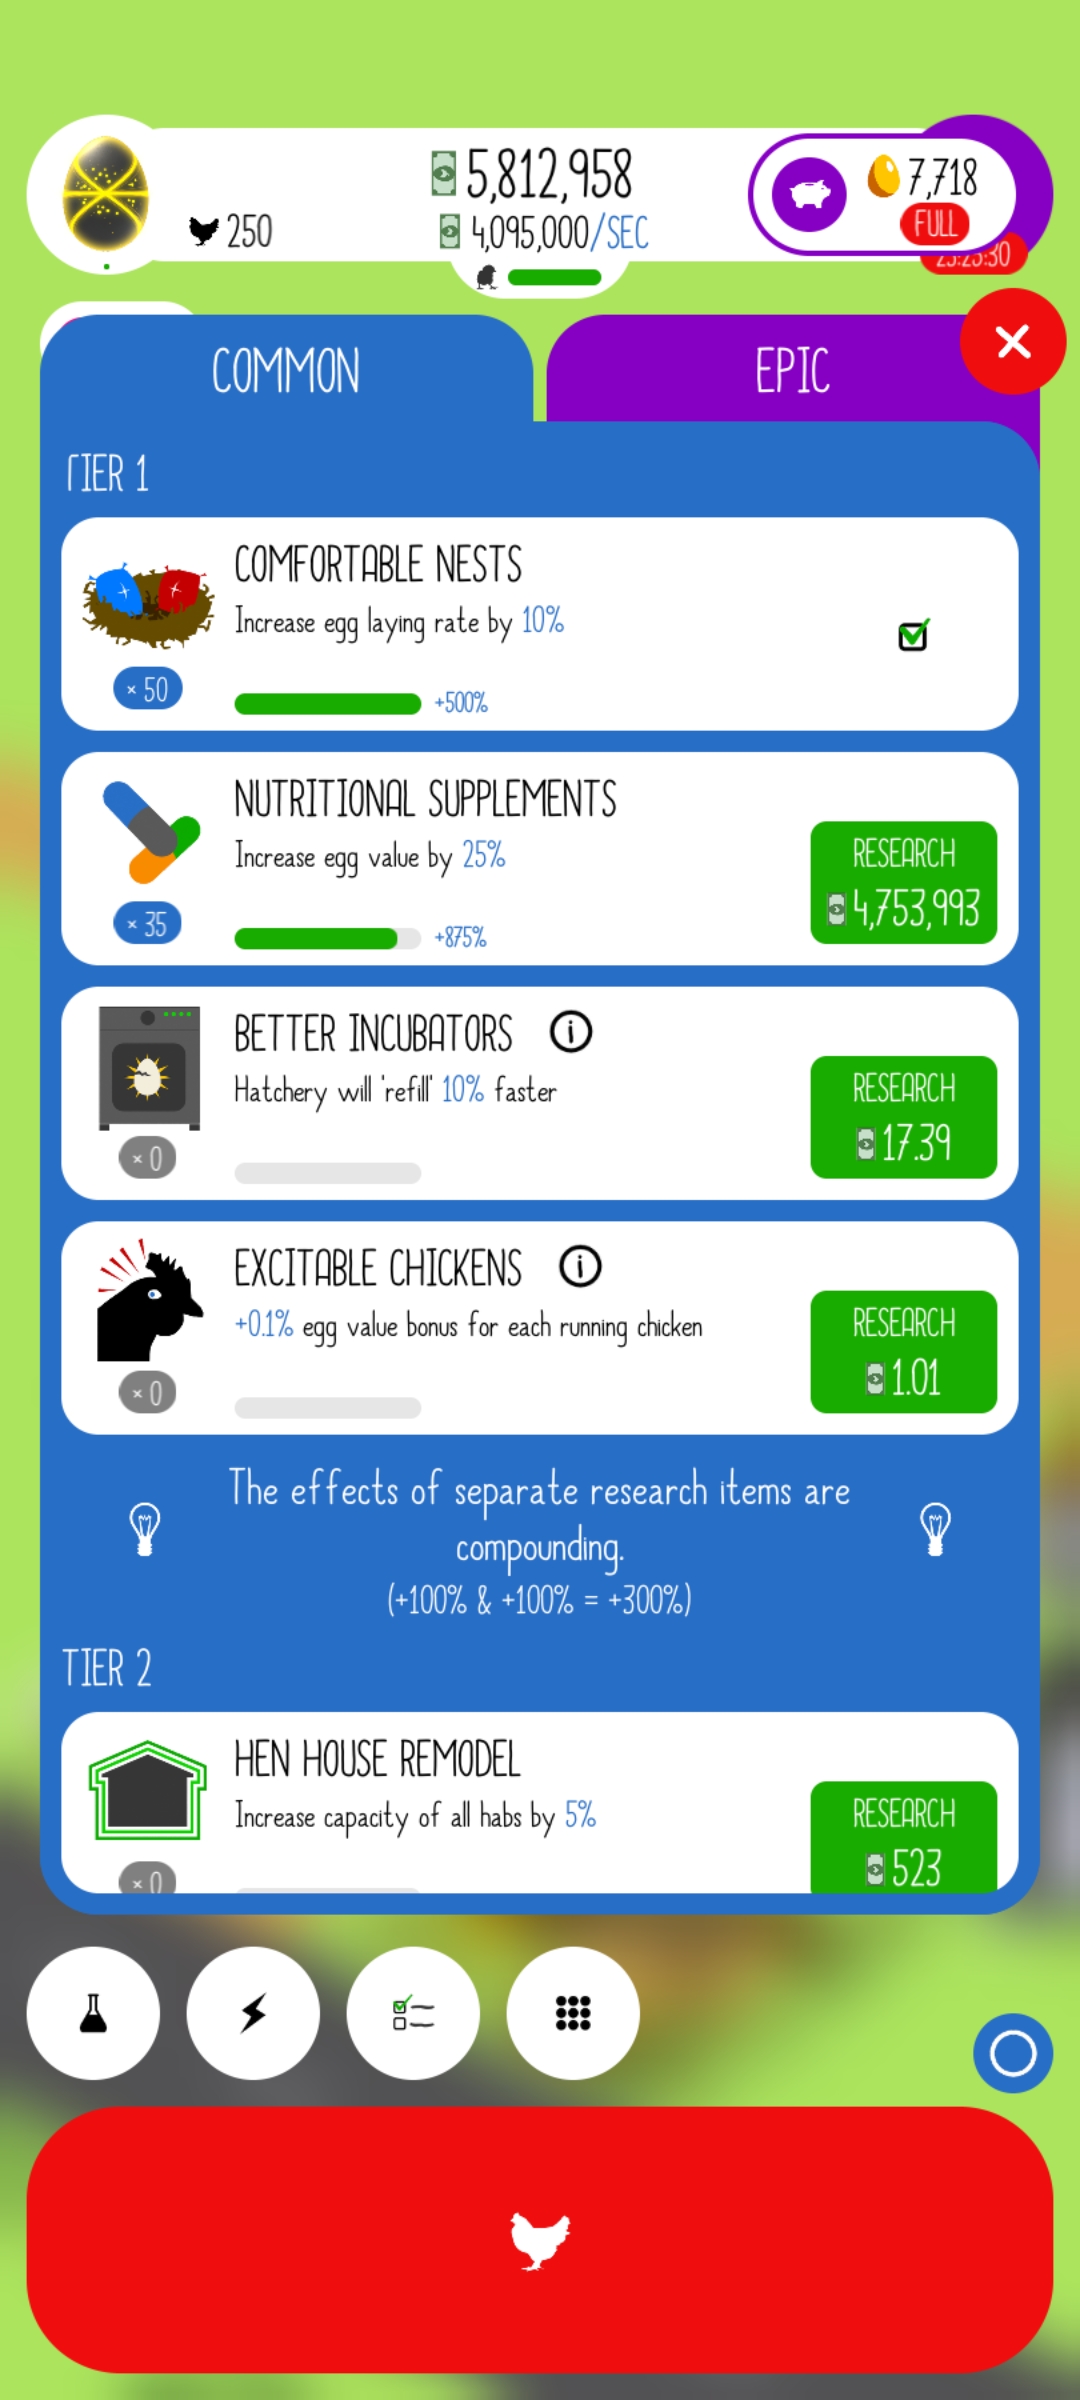 5,812,958
7,718
250
4,095,000/SEC
FULL
23:23:30
COMMON
EPIC
TIER 1
COMFORTABLE NESTS
Increase egg laying rate by 10%
× 50
+500%
NUTRITIONAL SUPPLEMENTS
Increase egg value by 25%
RESEARCH
4,753,993
× 35
+875%
BETTER INCUBATORS
Hatchery will 'refill' 10% faster
RESEARCH
17.39
× 0
EXCITABLE CHICKENS
+0.1% egg value bonus for each running chicken
RESEARCH
1.01
× 0
The effects of separate research items are
compounding.
(+100% & +100% = +300%)
TIER 2
HEN HOUSE REMODEL
Increase capacity of all habs by 5%
RESEARCH
523
× 0